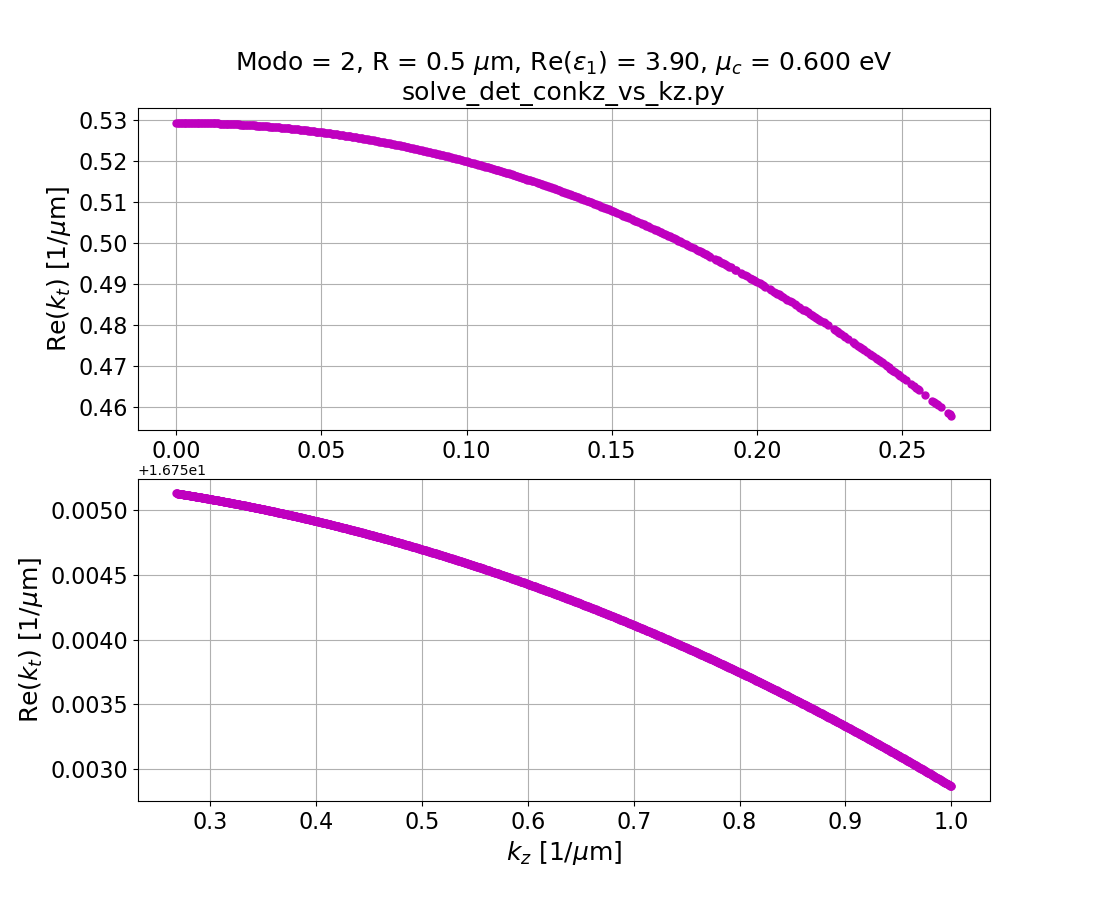 Modo = 2, R = 0.5 μm, Re(ε₁) = 3.90, μ_c = 0.600 eV
solve_det_conkz_vs_kz.py
Re(k_t) [1/μm]
0.53
0.52
0.51
0.50
0.49
0.48
0.47
0.46
0.00 0.05 0.10 0.15 0.20 0.25
+1.675e1
Re(k_t) [1/μm]
0.0050
0.0045
0.0040
0.0035
0.0030
0.3 0.4 0.5 0.6 0.7 0.8 0.9 1.0
k_z [1/μm]